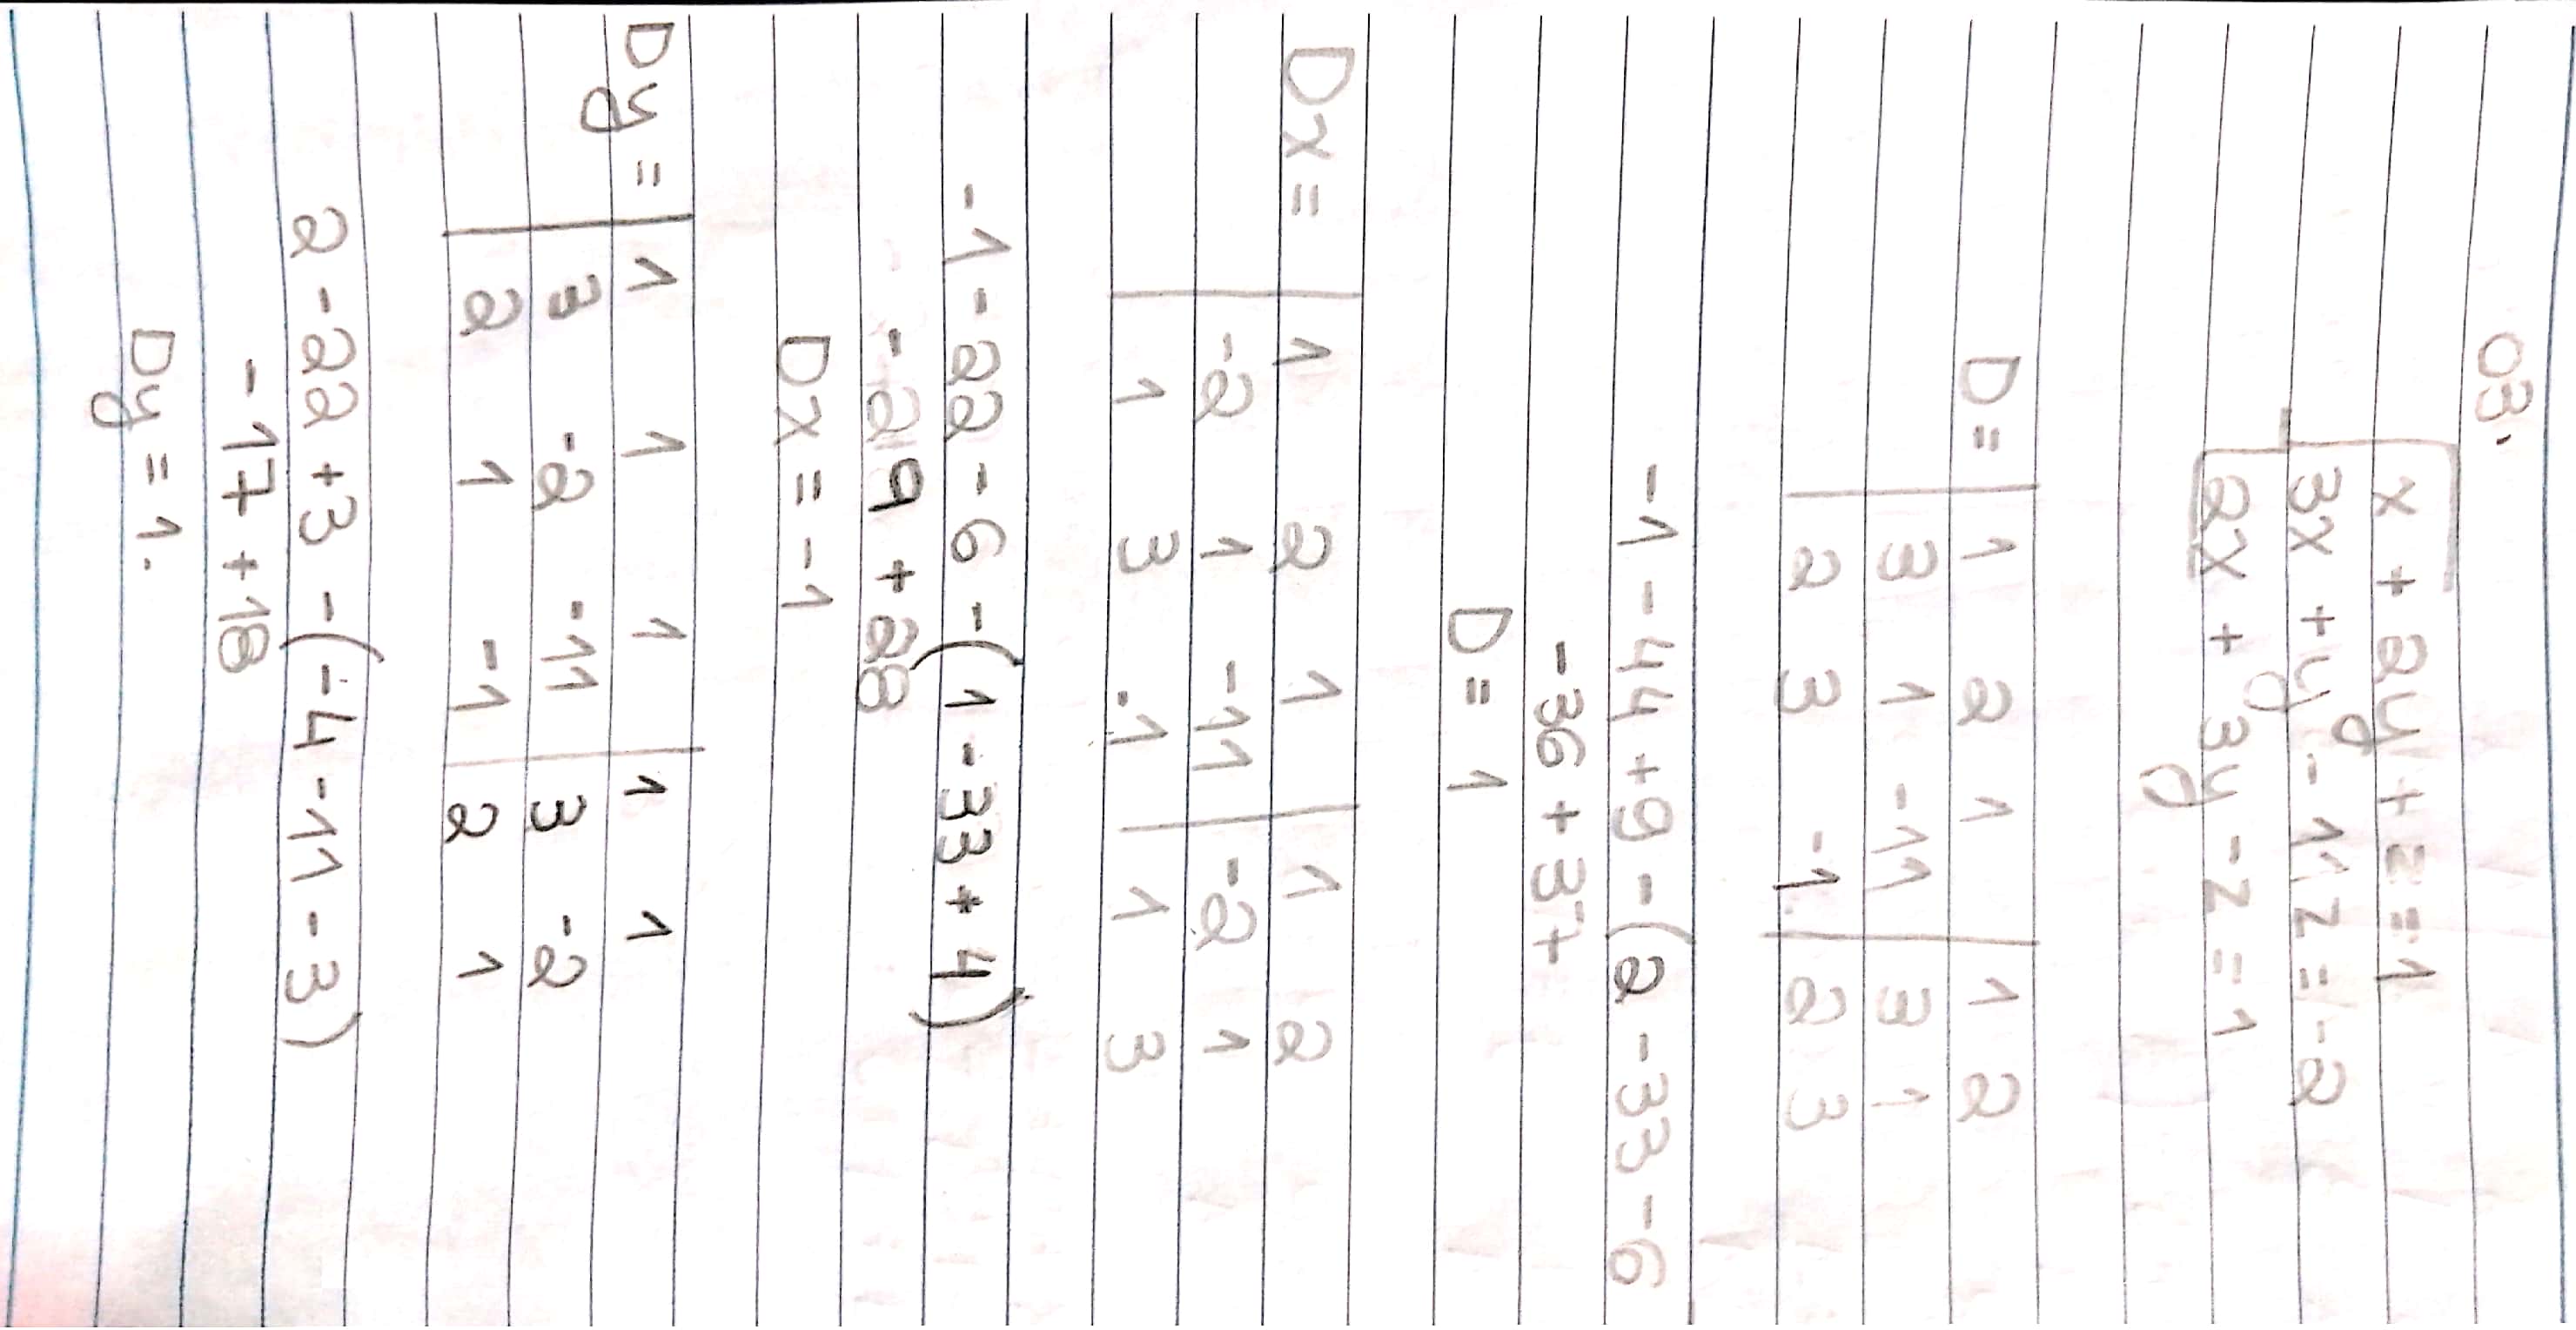 03.
x + 2y + z = 1
3x + y - 11z = -2
2x + 3y - z = 1
1 2 1 | 1 2
D = | 3 1 -11 | 3 1
2 3 -1 | 2 3
-1 - 44 + 9 - (2 - 33 - 6
-36 + 37+
D = 1
Dx = | 1 2 1 | 1 2
-2 1 -11 | -2 1
1 3 -1 | 1 3
-1 - 22 - 6 - (1 - 33 + 4)
-29 + 28
Dx = -1
Dy = | 1 1 1 | 1 1
3 -2 -11 | 3 -2
2 1 -1 | 2 1
2 - 22 + 3 - (-4 - 11 - 3)
-17 + 18
Dy = 1.